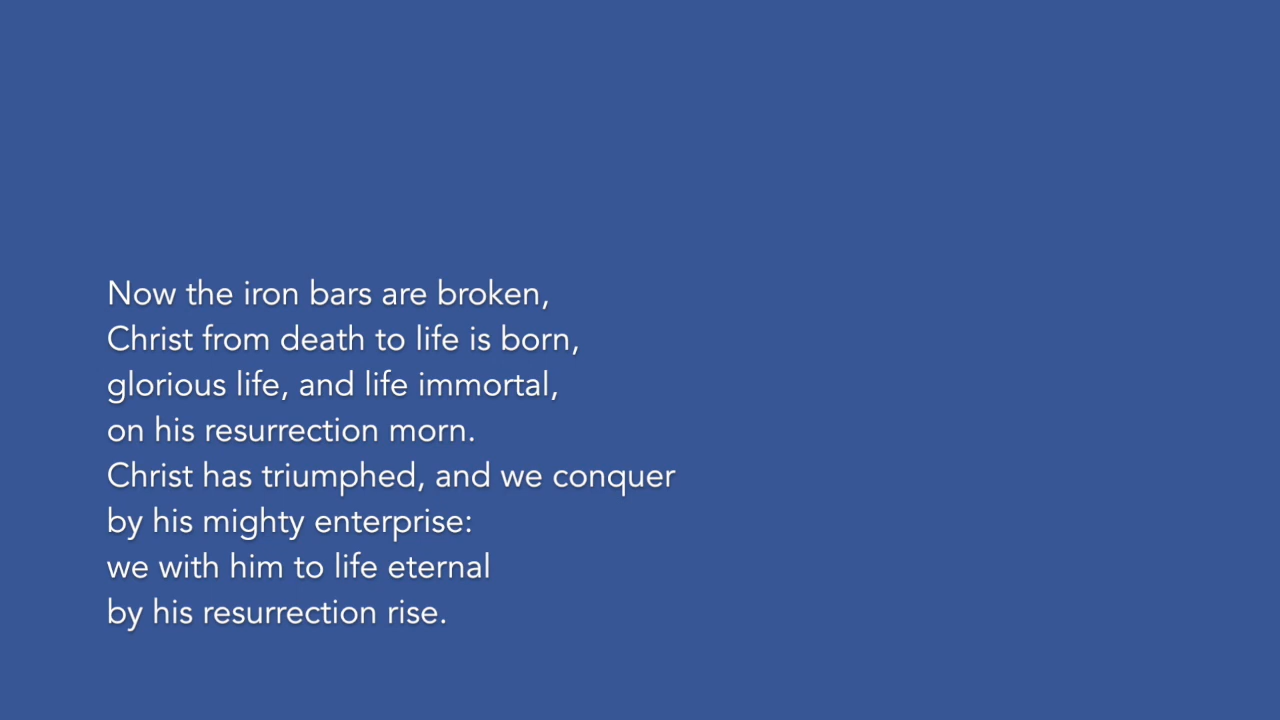 Now the iron bars are broken,
Christ from death to life is born,
glorious life, and life immortal,
on his resurrection morn.
Christ has triumphed, and we conquer
by his mighty enterprise:
we with him to life eternal
by his resurrection rise.